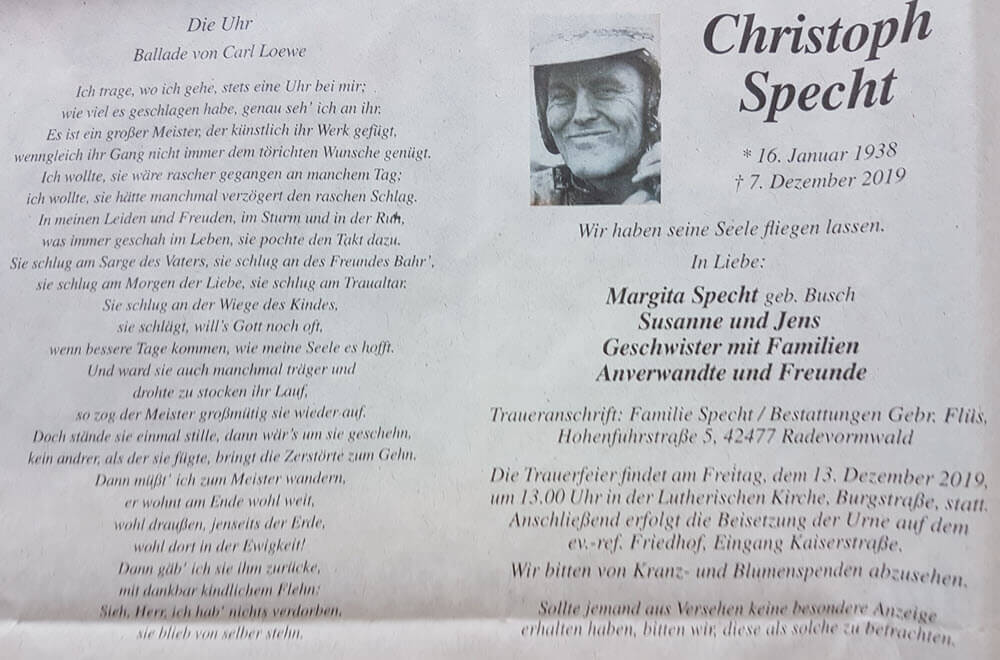 Die Uhr
Ballade von Carl Loewe
Ich trage, wo ich gehe, stets eine Uhr bei mir;
wie viel es geschlagen habe, genau seh' ich an ihr.
Es ist ein großer Meister, der künstlich ihr Werk gefügt,
wenngleich ihr Gang nicht immer dem törichten Wunsche genügt.
Ich wollte, sie wäre rascher gegangen an manchem Tag;
ich wollte, sie hätte manchmal verzögert den raschen Schlag.
In meinen Leiden und Freuden, im Sturm und in der Ruh,
was immer geschah im Leben, sie pochte den Takt dazu.
Sie schlug am Sarge des Vaters, sie schlug an des Freundes Bahr',
sie schlug am Morgen der Liebe, sie schlug am Traualtar.
Sie schlug an der Wiege des Kindes,
sie schlägt, will's Gott noch oft,
wenn bessere Tage kommen, wie meine Seele es hofft.
Und ward sie auch manchmal träger und
drohte zu stocken ihr Lauf,
so zog der Meister großmütig sie wieder auf.
Doch stände sie einmal stille, dann wär's um sie geschehn,
kein andrer, als der sie fügte, bringt die Zerstörte zum Gehn.
Dann müßt' ich zum Meister wandern,
er wohnt am Ende wohl weit,
wohl draußen, jenseits der Erde,
wohl dort in der Ewigkeit!
Dann gäb' ich sie ihm zurücke,
mit dankbar kindlichem Flehn:
Sieh, Herr, ich hab' nichts verdorben,
sie blieb von selber stehn.
Christoph
Specht
* 16. Januar 1938
† 7. Dezember 2019
Wir haben seine Seele fliegen lassen.
In Liebe:
Margita Specht geb. Busch
Susanne und Jens
Geschwister mit Familien
Anverwandte und Freunde
Traueranschrift: Familie Specht / Bestattungen Gebr. Flüs,
Hohenfuhrstraße 5, 42477 Radevormwald
Die Trauerfeier findet am Freitag, dem 13. Dezember 2019,
um 13.00 Uhr in der Lutherischen Kirche, Burgstraße, statt.
Anschließend erfolgt die Beisetzung der Urne auf dem
ev.-ref. Friedhof, Eingang Kaiserstraße.
Wir bitten von Kranz- und Blumenspenden abzusehen.
Sollte jemand aus Versehen keine besondere Anzeige
erhalten haben, bitten wir, diese als solche zu betrachten.